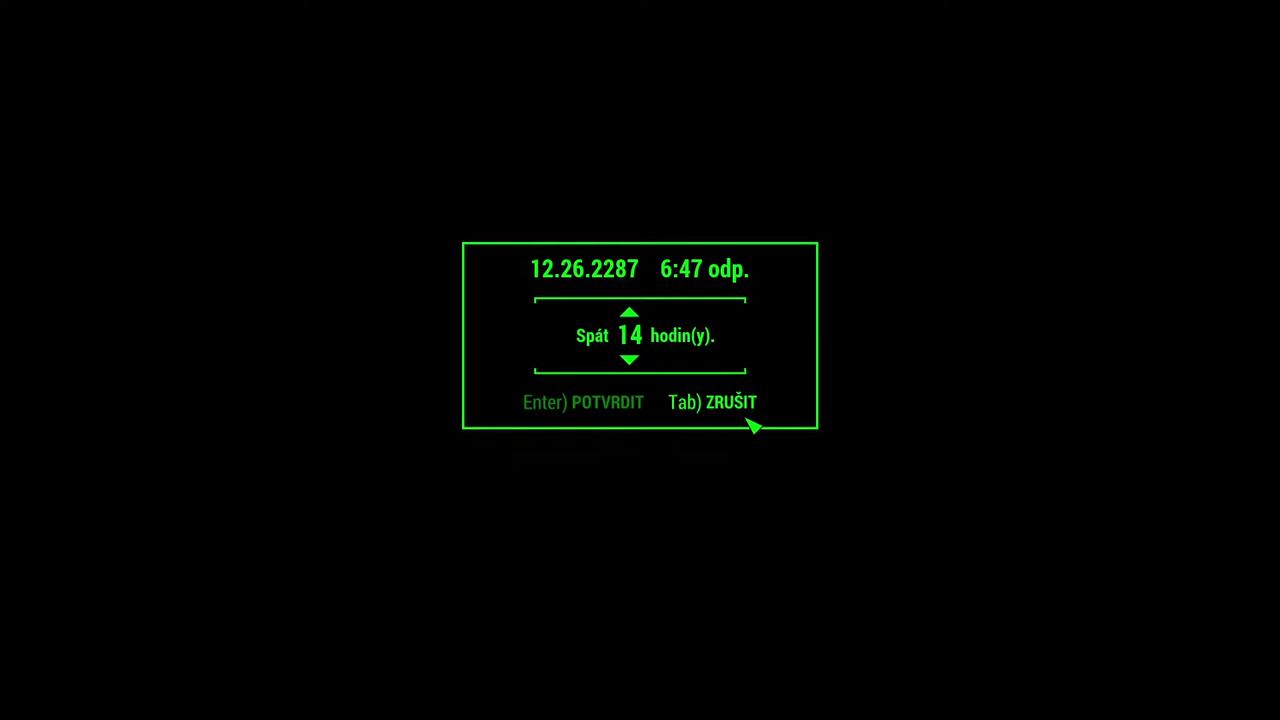 12.26.2287 6:47 odp.
Spát 14 hodin(y).
Enter) POTVRDIT Tab) ZRUŠIT